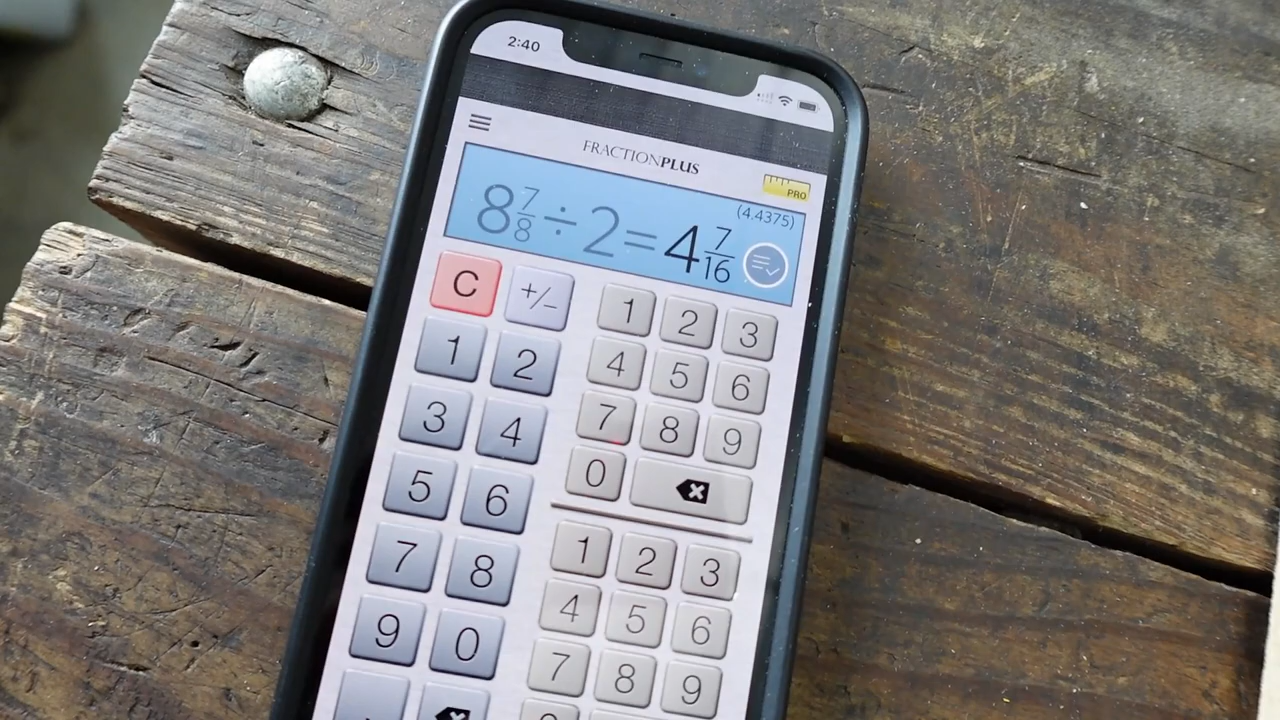 2:40
FRACTIONPLUS
PRO
(4.4375)
8 7/8 ÷ 2 = 4 7/16
C +/- 1 2 3
1 2 4 5 6
3 4 7 8 9
5 6 0
7 8 1 2 3
9 0 4 5 6
7 8 9